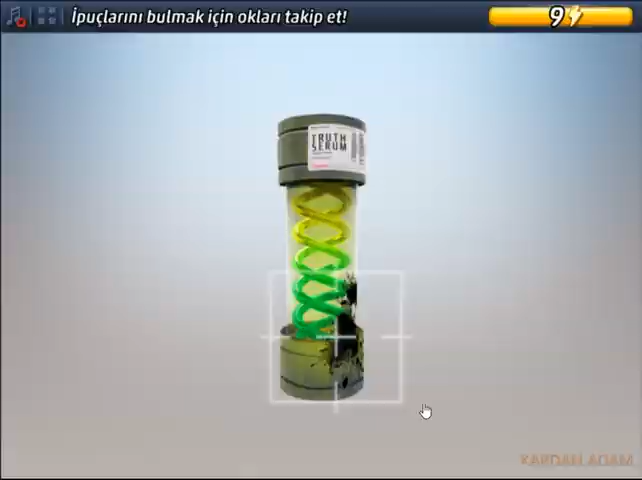 İpuçlarını bulmak için okları takip et!
9
TRUTH
SERUM
KARDAN ADAM